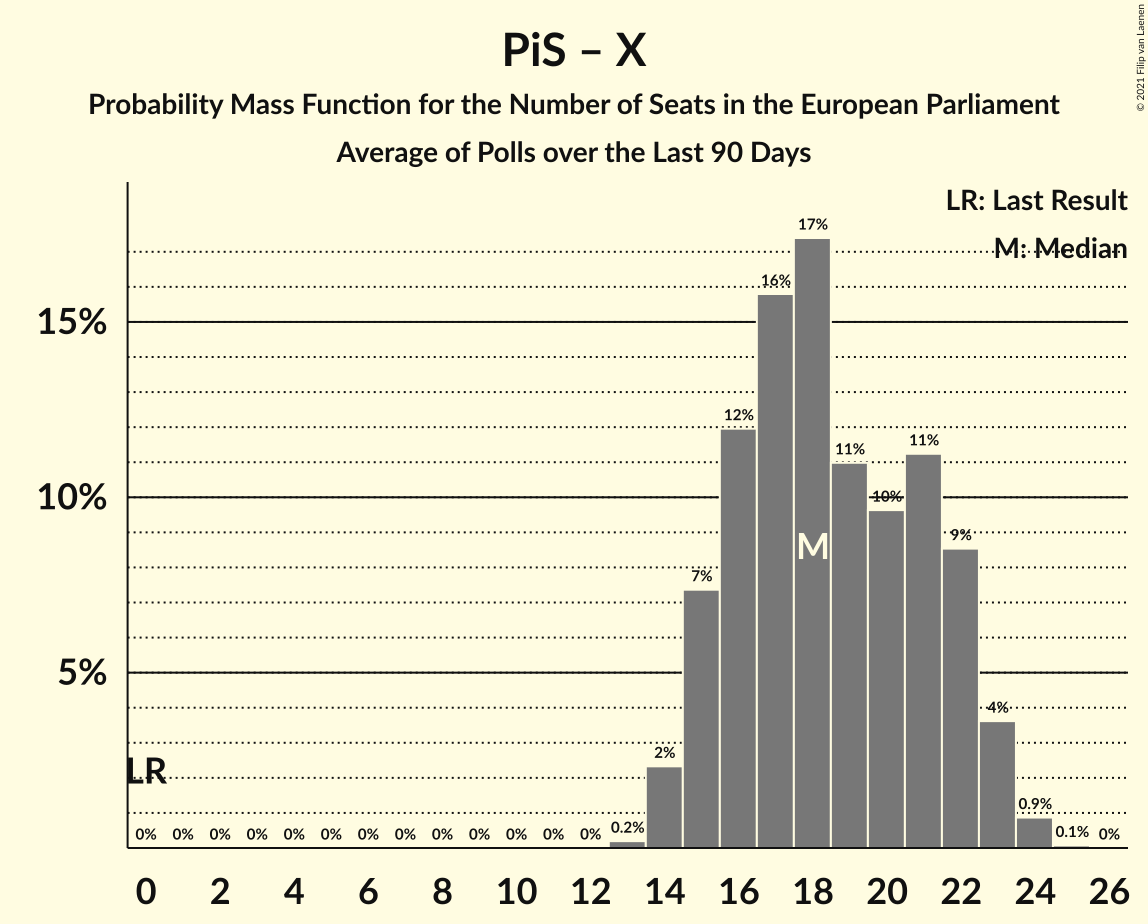 PiS – X
Probability Mass Function for the Number of Seats in the European Parliament
Average of Polls over the Last 90 Days
© 2021 Filip van Laenen
LR: Last Result
M: Median
17%
16%
15%
12%
11%
11%
10%
10%
9%
M
7%
5%
4%
2%
LR
0.9%
0.2%
0.1%
0% 0% 0% 0% 0% 0% 0% 0% 0% 0% 0% 0% 0% 0%
0 2 4 6 8 10 12 14 16 18 20 22 24 26